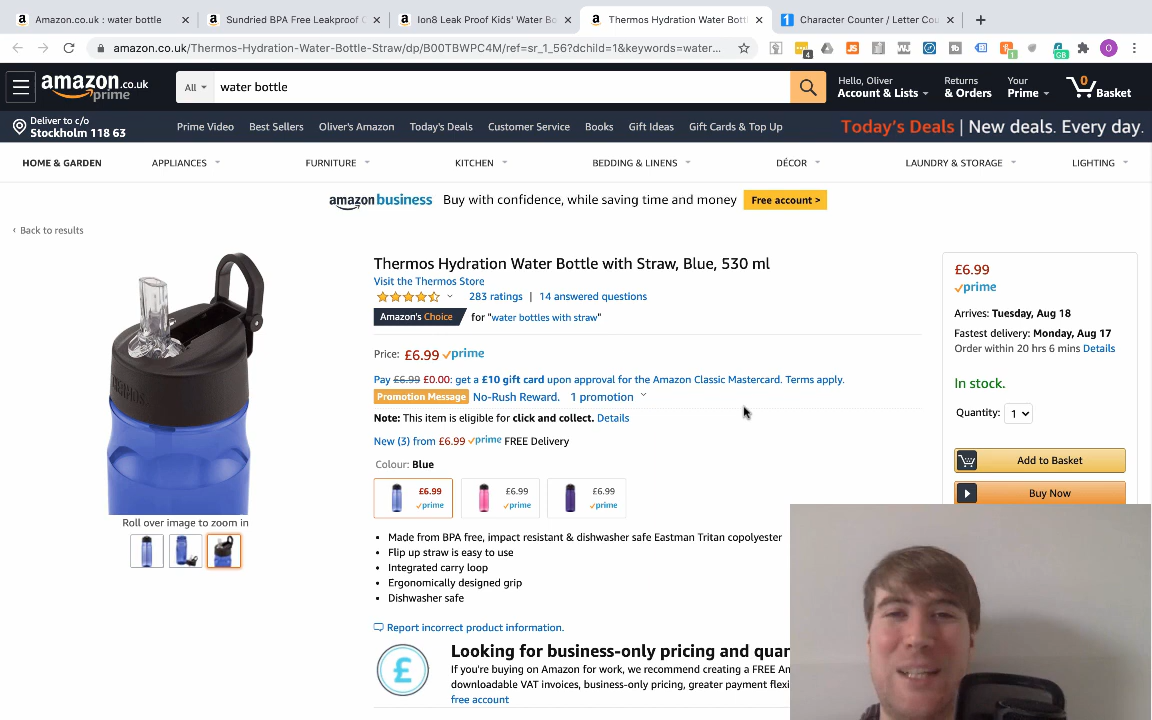 Amazon.co.uk : water bottle
Sundried BPA Free Leakproof
Ion8 Leak Proof Kids' Water Bo
Thermos Hydration Water Bottl
Character Counter / Letter Cou
amazon.co.uk/Thermos-Hydration-Water-Bottle-Straw/dp/B00TBWPC4M/ref=sr_1_56?dchild=1&keywords=water...
amazon.co.uk
prime
All
water bottle
Hello, Oliver
Account & Lists
Returns
& Orders
Your
Prime
0
Basket
Deliver to c/o
Stockholm 118 63
Prime Video
Best Sellers
Oliver's Amazon
Today's Deals
Customer Service
Books
Gift Ideas
Gift Cards & Top Up
Today's Deals | New deals. Every day.
HOME & GARDEN
APPLIANCES
FURNITURE
KITCHEN
BEDDING & LINENS
DÉCOR
LAUNDRY & STORAGE
LIGHTING
amazon business Buy with confidence, while saving time and money Free account >
‹ Back to results
Thermos Hydration Water Bottle with Straw, Blue, 530 ml
Visit the Thermos Store
283 ratings | 14 answered questions
Amazon's Choice for "water bottles with straw"
Price: £6.99 prime
Pay £6.99 £0.00: get a £10 gift card upon approval for the Amazon Classic Mastercard. Terms apply.
Promotion Message No-Rush Reward. 1 promotion
Note: This item is eligible for click and collect. Details
New (3) from £6.99 prime FREE Delivery
Colour: Blue
£6.99
prime
£6.99
prime
£6.99
prime
• Made from BPA free, impact resistant & dishwasher safe Eastman Tritan copolyester
• Flip up straw is easy to use
• Integrated carry loop
• Ergonomically designed grip
• Dishwasher safe
Report incorrect product information.
Looking for business-only pricing and quan
If you're buying on Amazon for work, we recommend creating a FREE Am
downloadable VAT invoices, business-only pricing, greater payment flexi
free account
Roll over image to zoom in
£6.99
prime
Arrives: Tuesday, Aug 18
Fastest delivery: Monday, Aug 17
Order within 20 hrs 6 mins Details
In stock.
Quantity: 1
Add to Basket
Buy Now